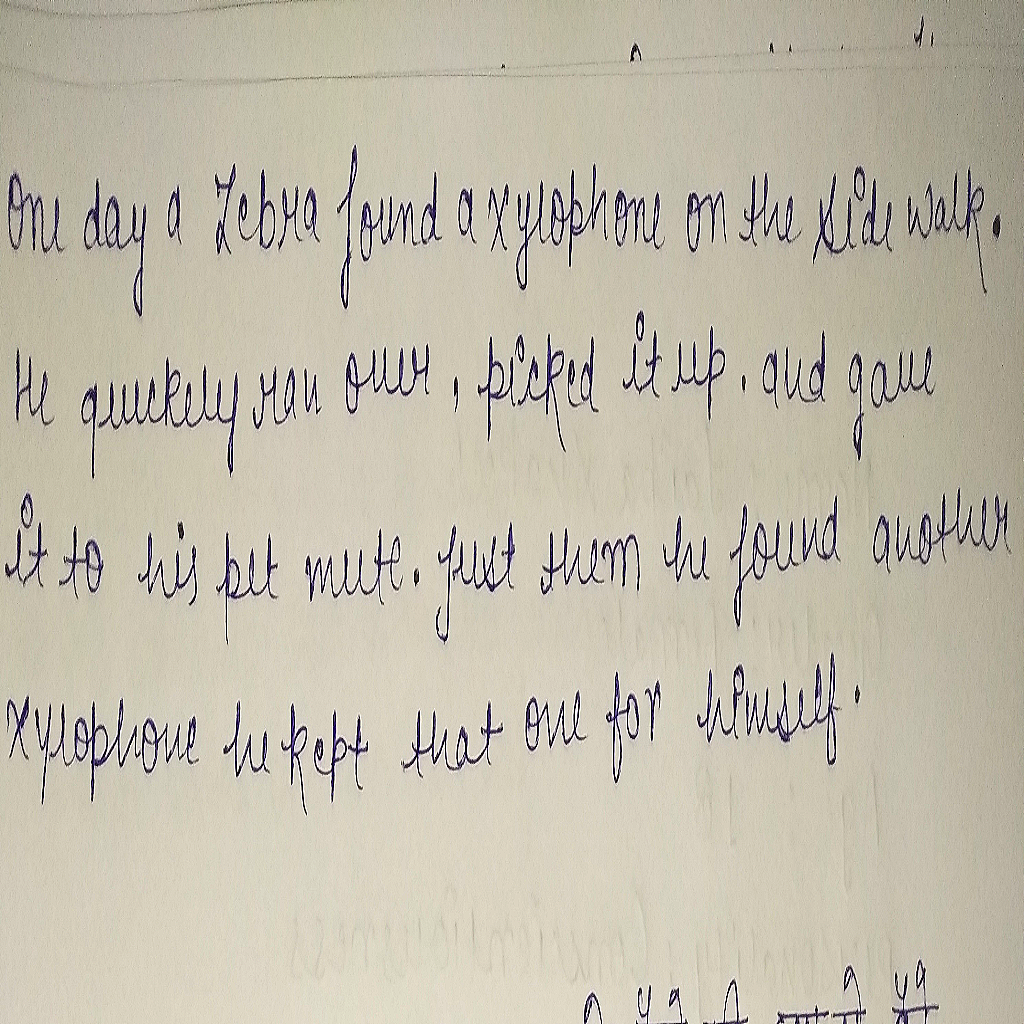 One day a Zebra found a xylophone on the side walk.
He quickely ran over, picked it up. and gave
it to his pet mute. Just them he found another
Xylophone he kept that one for himself.